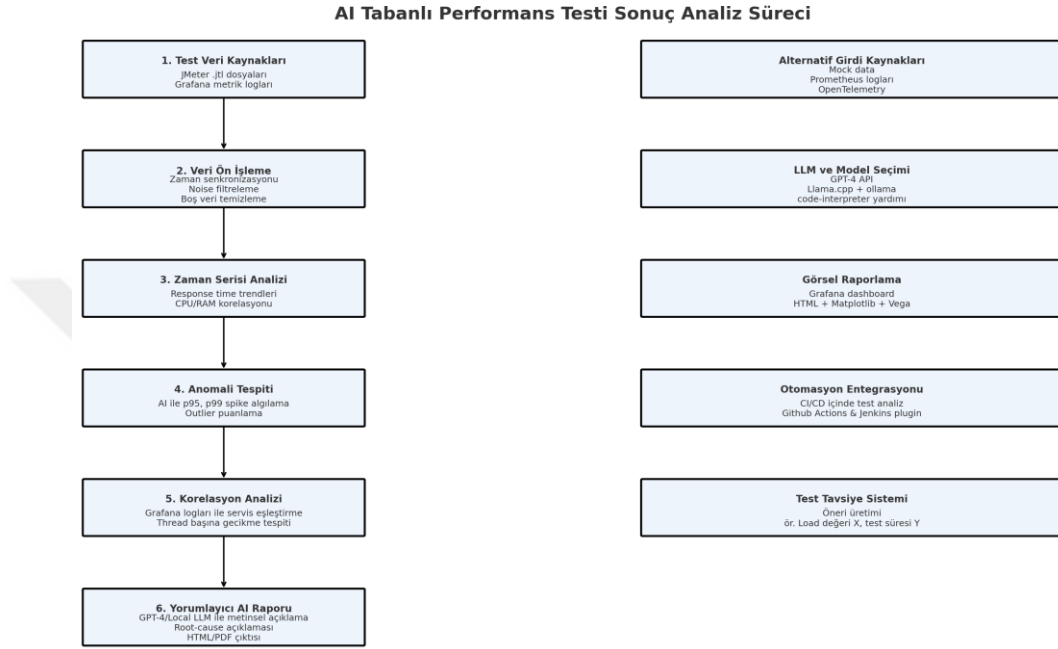 AI Tabanlı Performans Testi Sonuç Analiz Süreci
1. Test Veri Kaynakları
JMeter .jtl dosyaları
Grafana metrik logları
2. Veri Ön İşleme
Zaman senkronizasyonu
Noise filtreleme
Boş veri temizleme
3. Zaman Serisi Analizi
Response time trendleri
CPU/RAM korelasyonu
4. Anomali Tespiti
AI ile p95, p99 spike algılama
Outlier puanlama
5. Korelasyon Analizi
Grafana logları ile servis eşleştirme
Thread başına gecikme tespiti
6. Yorumlayıcı AI Raporu
GPT-4/Local LLM ile metinsel açıklama
Root-cause açıklaması
HTML/PDF çıktısı
Alternatif Girdi Kaynakları
Mock data
Prometheus logları
OpenTelemetry
LLM ve Model Seçimi
GPT-4 API
Llama.cpp + ollama
code-interpreter yardımı
Görsel Raporlama
Grafana dashboard
HTML + Matplotlib + Vega
Otomasyon Entegrasyonu
CI/CD içinde test analiz
Github Actions & Jenkins plugin
Test Tavsiye Sistemi
Öneri üretimi
ör. Load değeri X, test süresi Y